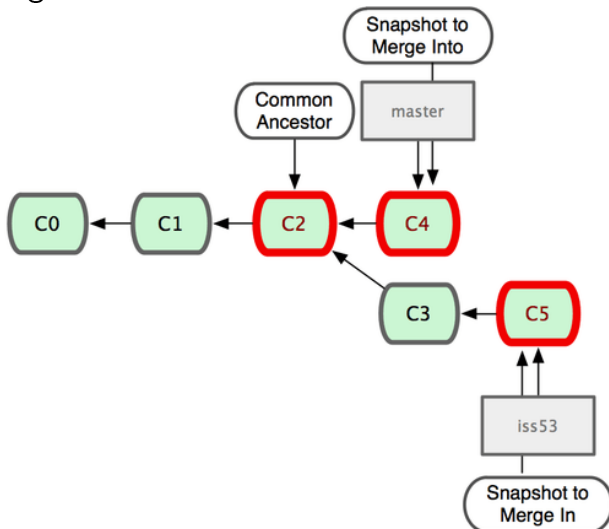 Snapshot to
Merge Into
Common
Ancestor
master
C0
C1
C2
C4
C3
C5
iss53
Snapshot to
Merge In